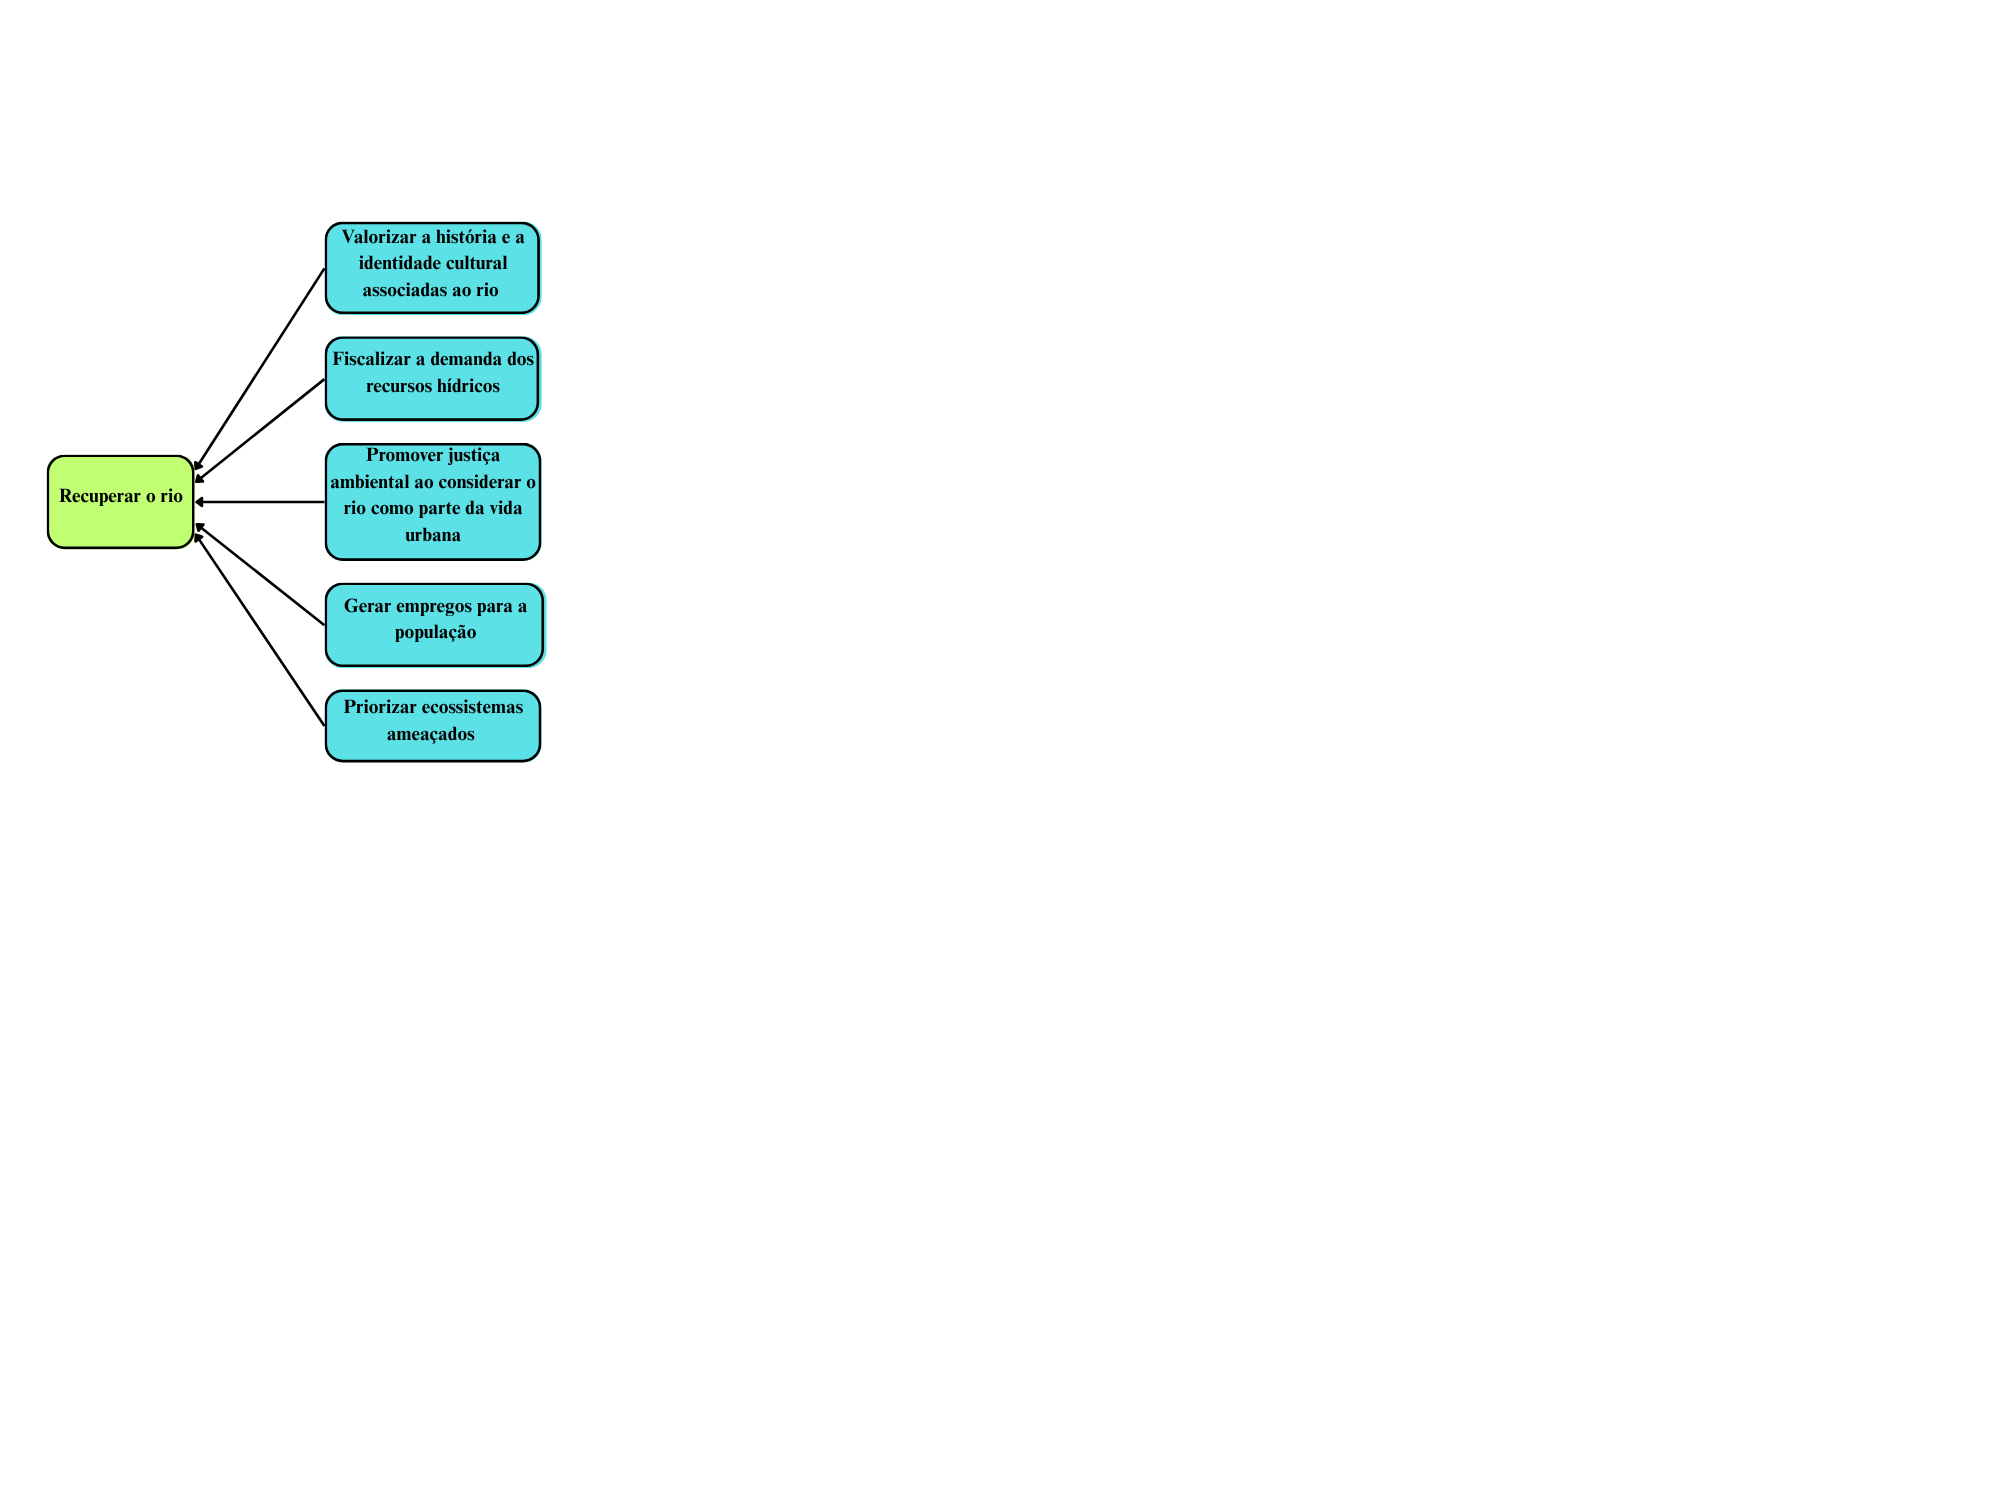 Valorizar a história e a
identidade cultural
associadas ao rio
Fiscalizar a demanda dos
recursos hídricos
Promover justiça
ambiental ao considerar o
rio como parte da vida
urbana
Recuperar o rio
Gerar empregos para a
população
Priorizar ecossistemas
ameaçados